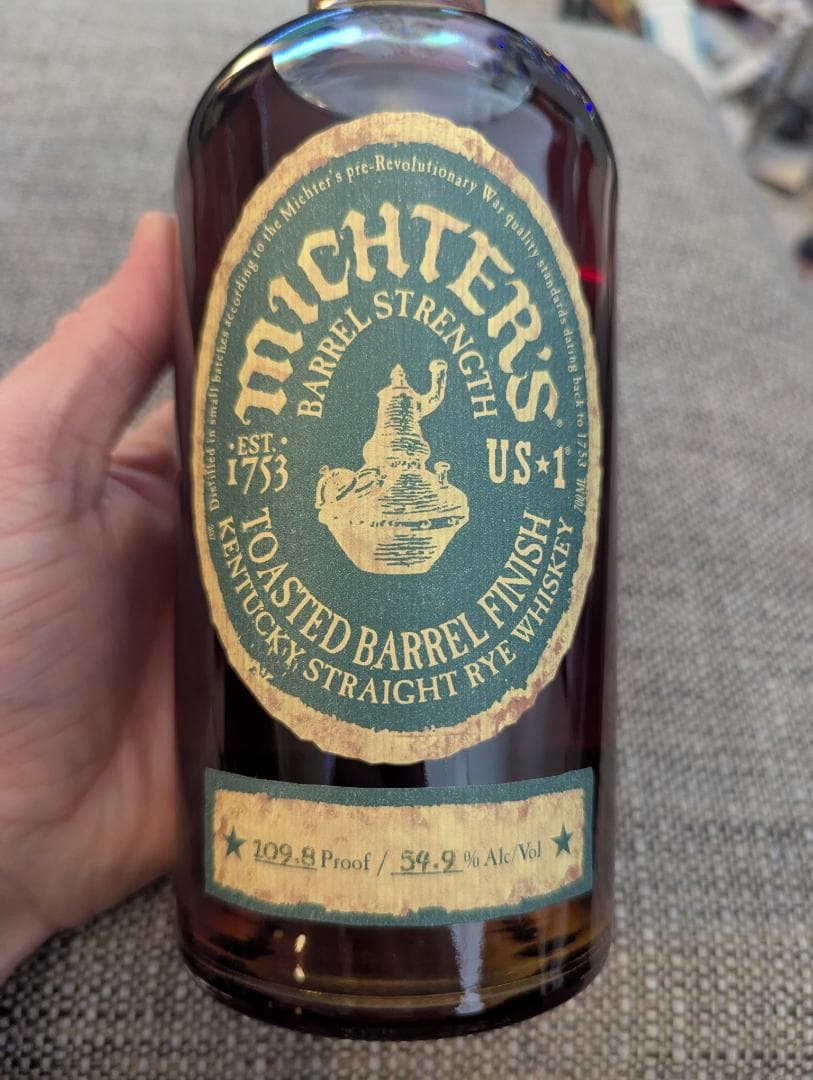 Distilled in small batches according to the Michter's pre-Revolutionary War quality standards dating back to 1753
MICHTER'S®
BARREL STRENGTH
·EST.·
1753
US★1®
TOASTED BARREL FINISH
KENTUCKY STRAIGHT RYE WHISKEY
★ 109.8 Proof / 54.9 % Alc/Vol ★